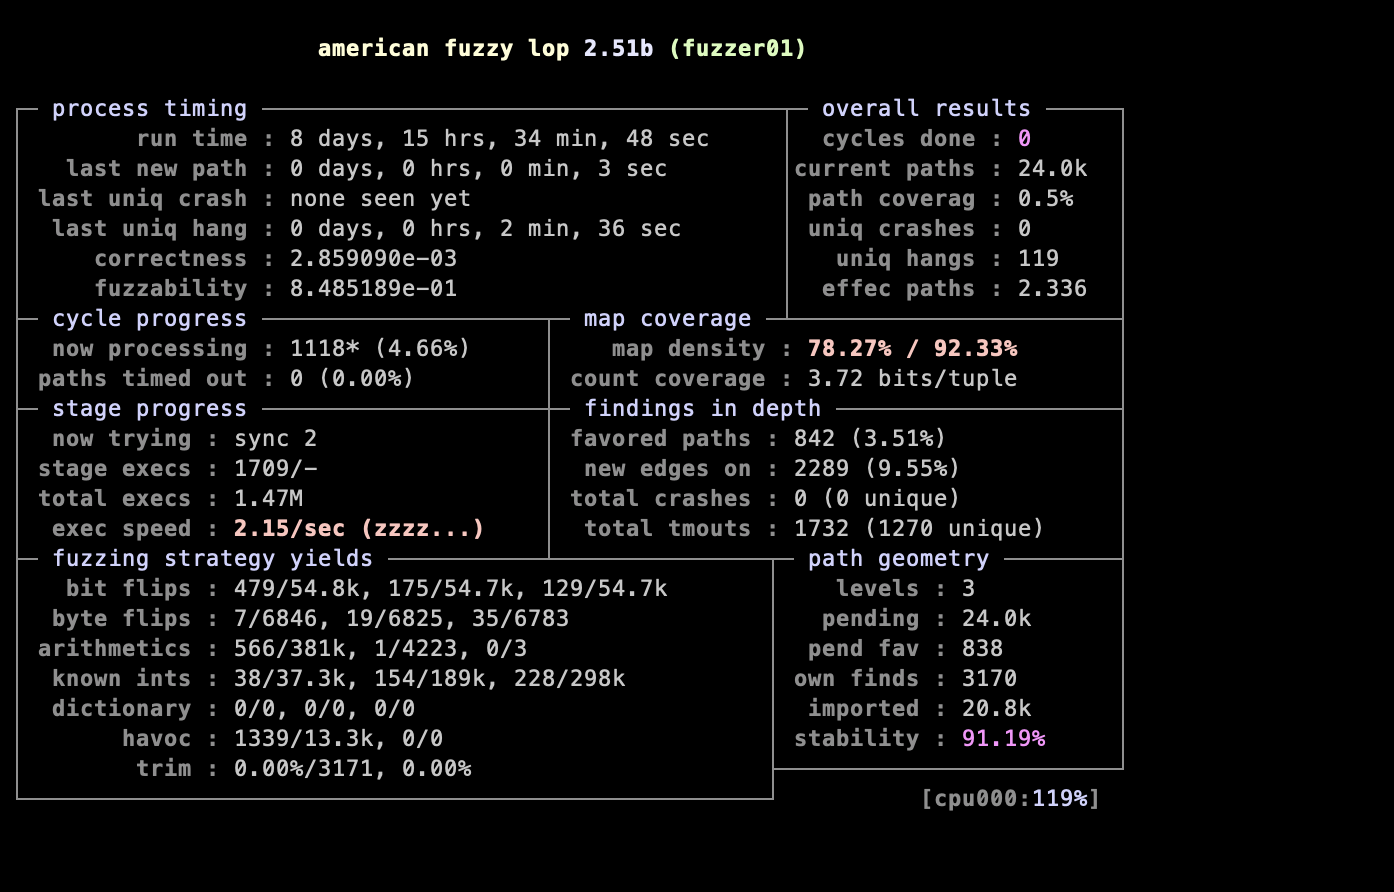 american fuzzy lop 2.51b (fuzzer01)
process timing
run time : 8 days, 15 hrs, 34 min, 48 sec
last new path : 0 days, 0 hrs, 0 min, 3 sec
last uniq crash : none seen yet
last uniq hang : 0 days, 0 hrs, 2 min, 36 sec
correctness : 2.859090e-03
fuzzability : 8.485189e-01
overall results
cycles done : 0
current paths : 24.0k
path coverag : 0.5%
uniq crashes : 0
uniq hangs : 119
effec paths : 2.336
cycle progress
now processing : 1118* (4.66%)
paths timed out : 0 (0.00%)
map coverage
map density : 78.27% / 92.33%
count coverage : 3.72 bits/tuple
stage progress
now trying : sync 2
stage execs : 1709/-
total execs : 1.47M
exec speed : 2.15/sec (zzzz...)
findings in depth
favored paths : 842 (3.51%)
new edges on : 2289 (9.55%)
total crashes : 0 (0 unique)
total tmouts : 1732 (1270 unique)
fuzzing strategy yields
bit flips : 479/54.8k, 175/54.7k, 129/54.7k
byte flips : 7/6846, 19/6825, 35/6783
arithmetics : 566/381k, 1/4223, 0/3
known ints : 38/37.3k, 154/189k, 228/298k
dictionary : 0/0, 0/0, 0/0
havoc : 1339/13.3k, 0/0
trim : 0.00%/3171, 0.00%
path geometry
levels : 3
pending : 24.0k
pend fav : 838
own finds : 3170
imported : 20.8k
stability : 91.19%
[cpu000:119%]